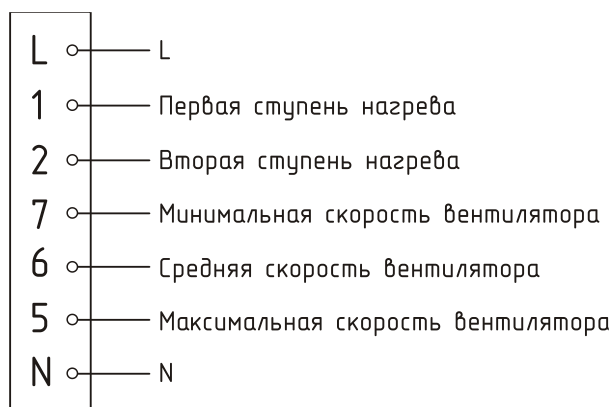 L L
1 Первая ступень нагрева
2 Вторая ступень нагрева
7 Минимальная скорость вентилятора
6 Средняя скорость вентилятора
5 Максимальная скорость вентилятора
N N